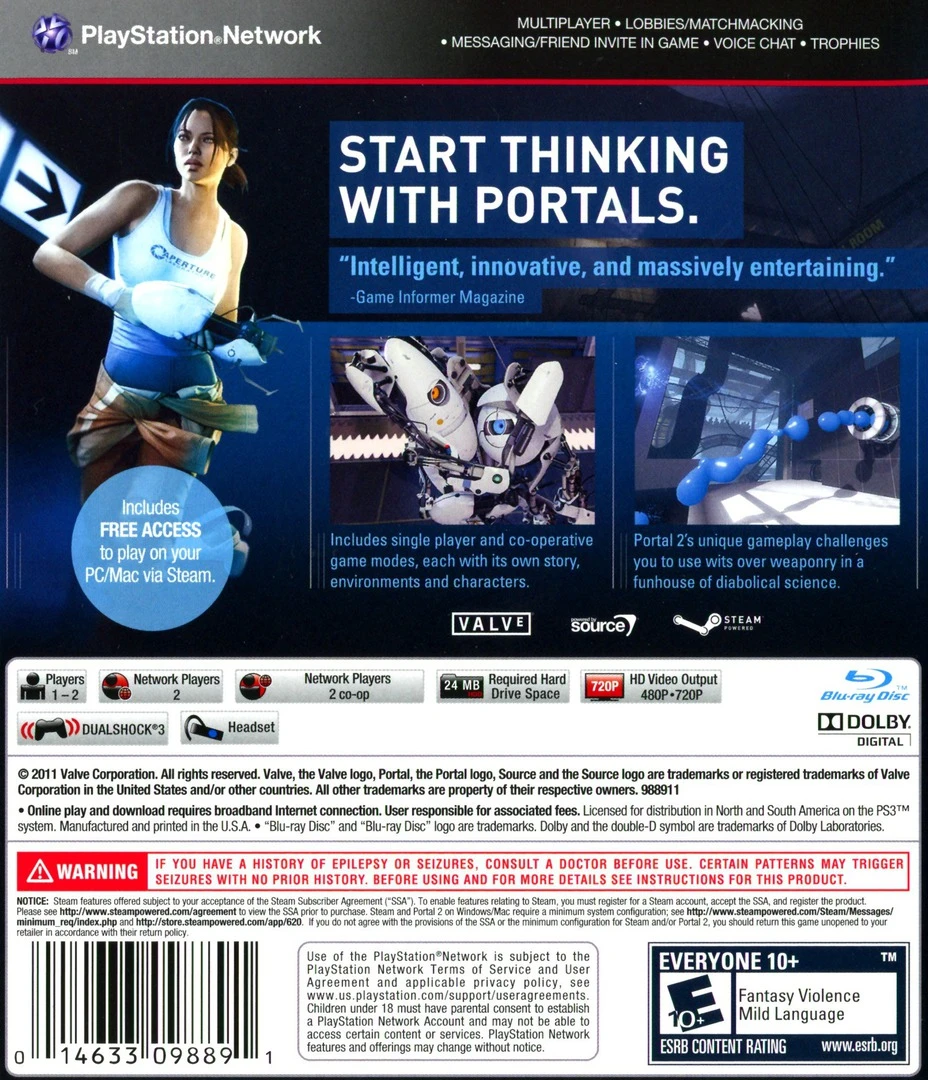 PlayStation®Network
SM
MULTIPLAYER • LOBBIES/MATCHMACKING
• MESSAGING/FRIEND INVITE IN GAME • VOICE CHAT • TROPHIES
START THINKING
WITH PORTALS.
“Intelligent, innovative, and massively entertaining.”
-Game Informer Magazine
ROOM
APERTURE
Includes
FREE ACCESS
to play on your
PC/Mac via Steam.
Includes single player and co-operative
game modes, each with its own story,
environments and characters.
Portal 2’s unique gameplay challenges
you to use wits over weaponry in a
funhouse of diabolical science.
VALVE
powered by
source
STEAM™
POWERED
Players
1–2
Network Players
2
Network Players
2 co-op
24 MB
Required Hard
Drive Space
720P
HD Video Output
480P•720P
Blu-ray Disc™
DUALSHOCK®3
Headset
DOLBY
DIGITAL
© 2011 Valve Corporation. All rights reserved. Valve, the Valve logo, Portal, the Portal logo, Source and the Source logo are trademarks or registered trademarks of Valve
Corporation in the United States and/or other countries. All other trademarks are property of their respective owners. 988911
• Online play and download requires broadband Internet connection. User responsible for associated fees. Licensed for distribution in North and South America on the PS3™
system. Manufactured and printed in the U.S.A. • “Blu-ray Disc” and “Blu-ray Disc” logo are trademarks. Dolby and the double-D symbol are trademarks of Dolby Laboratories.
WARNING
IF YOU HAVE A HISTORY OF EPILEPSY OR SEIZURES, CONSULT A DOCTOR BEFORE USE. CERTAIN PATTERNS MAY TRIGGER
SEIZURES WITH NO PRIOR HISTORY. BEFORE USING AND FOR MORE DETAILS SEE INSTRUCTIONS FOR THIS PRODUCT.
NOTICE: Steam features offered subject to your acceptance of the Steam Subscriber Agreement (“SSA”). To enable features relating to Steam, you must register for a Steam account, accept the SSA, and register the product.
Please see http://www.steampowered.com/agreement to view the SSA prior to purchase. Steam and Portal 2 on Windows/Mac require a minimum system configuration; see http://www.steampowered.com/Steam/Messages/
minimum_req/index.php and http://store.steampowered.com/app/620. If you do not agree with the provisions of the SSA or the minimum configuration for Steam and/or Portal 2, you should return this game unopened to your
retailer in accordance with their return policy.
0 14633 09889 1
Use of the PlayStation®Network is subject to the
PlayStation Network Terms of Service and User
Agreement and applicable privacy policy, see
www.us.playstation.com/support/useragreements.
Children under 18 must have parental consent to establish
a PlayStation Network Account and may not be able to
access certain content or services. PlayStation Network
features and offerings may change without notice.
EVERYONE 10+
TM
E
10+
Fantasy Violence
Mild Language
ESRB CONTENT RATING www.esrb.org